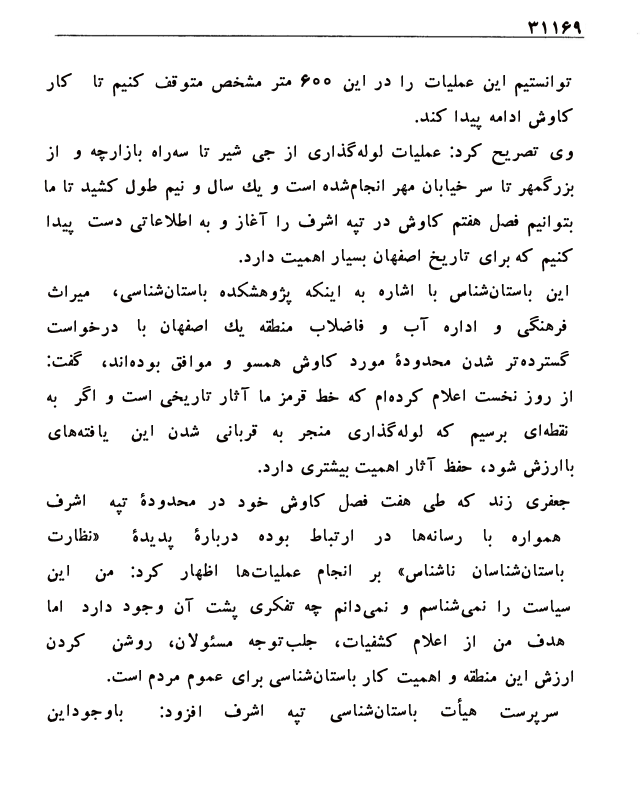 ۳۱۱۶۹
توانستیم این عملیات را در این ۶۰۰ متر مشخص متوقف کنیم تا کار
کاوش ادامه پیدا کند.
وی تصریح کرد: عملیات لوله‌گذاری از جی شیر تا سه‌راه بازارچه و از
بزرگمهر تا سر خیابان مهر انجام‌شده است و یك سال و نیم طول کشید تا ما
بتوانیم فصل هفتم کاوش در تپه اشرف را آغاز و به اطلاعاتی دست پیدا
کنیم که برای تاریخ اصفهان بسیار اهمیت دارد.
این باستان‌شناس با اشاره به اینکه پژوهشکده باستان‌شناسی، میراث
فرهنگی و اداره آب و فاضلاب منطقه یك اصفهان با درخواست
گسترده‌تر شدن محدودهٔ مورد کاوش همسو و موافق بوده‌اند، گفت:
از روز نخست اعلام کرده‌ام که خط قرمز ما آثار تاریخی است و اگر به
نقطه‌ای برسیم که لوله‌گذاری منجر به قربانی شدن این یافته‌های
باارزش شود، حفظ آثار اهمیت بیشتری دارد.
جعفری زند که طی هفت فصل کاوش خود در محدودهٔ تپه اشرف
همواره با رسانه‌ها در ارتباط بوده دربارهٔ پدیدهٔ «نظارت
باستان‌شناسان ناشناس» بر انجام عملیات‌ها اظهار کرد: من این
سیاست را نمی‌شناسم و نمی‌دانم چه تفکری پشت آن وجود دارد اما
هدف من از اعلام کشفیات، جلب‌توجه مسئولان، روشن کردن
ارزش این منطقه و اهمیت کار باستان‌شناسی برای عموم مردم است.
سرپرست هیأت باستان‌شناسی تپه اشرف افزود: باوجوداین